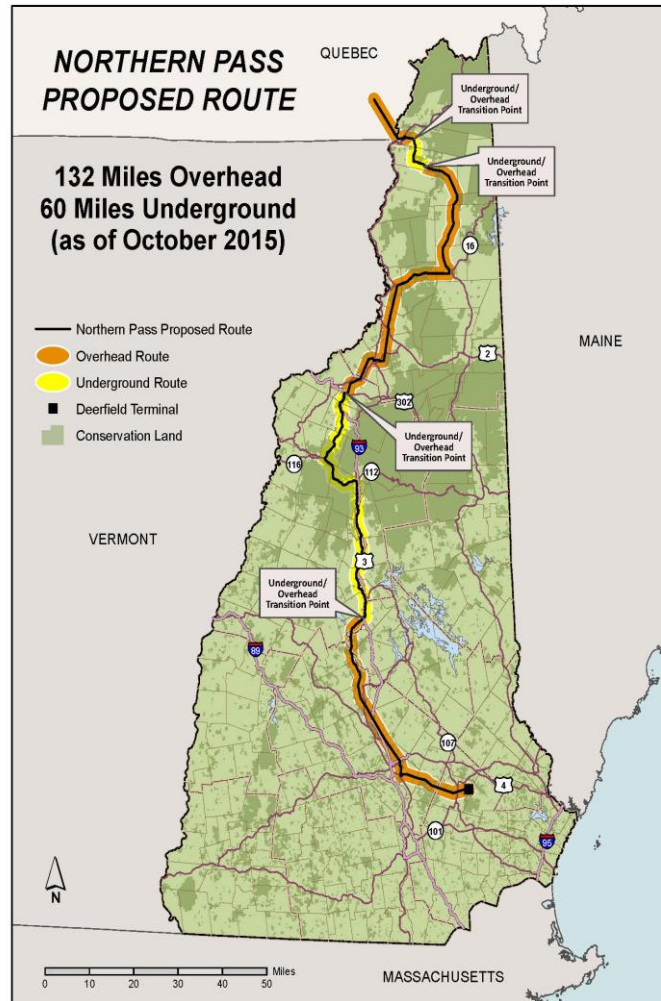 NORTHERN PASS
PROPOSED ROUTE
QUEBEC
Underground/
Overhead
Transition Point
Underground/
Overhead
Transition Point
132 Miles Overhead
60 Miles Underground
(as of October 2015)
16
Northern Pass Proposed Route
Overhead Route
Underground Route
Deerfield Terminal
Conservation Land
MAINE
2
302
Underground/
Overhead
Transition Point
93
116
112
VERMONT
3
Underground/
Overhead
Transition Point
89
107
4
101
95
N
Miles
0 10 20 30 40 50
MASSACHUSETTS